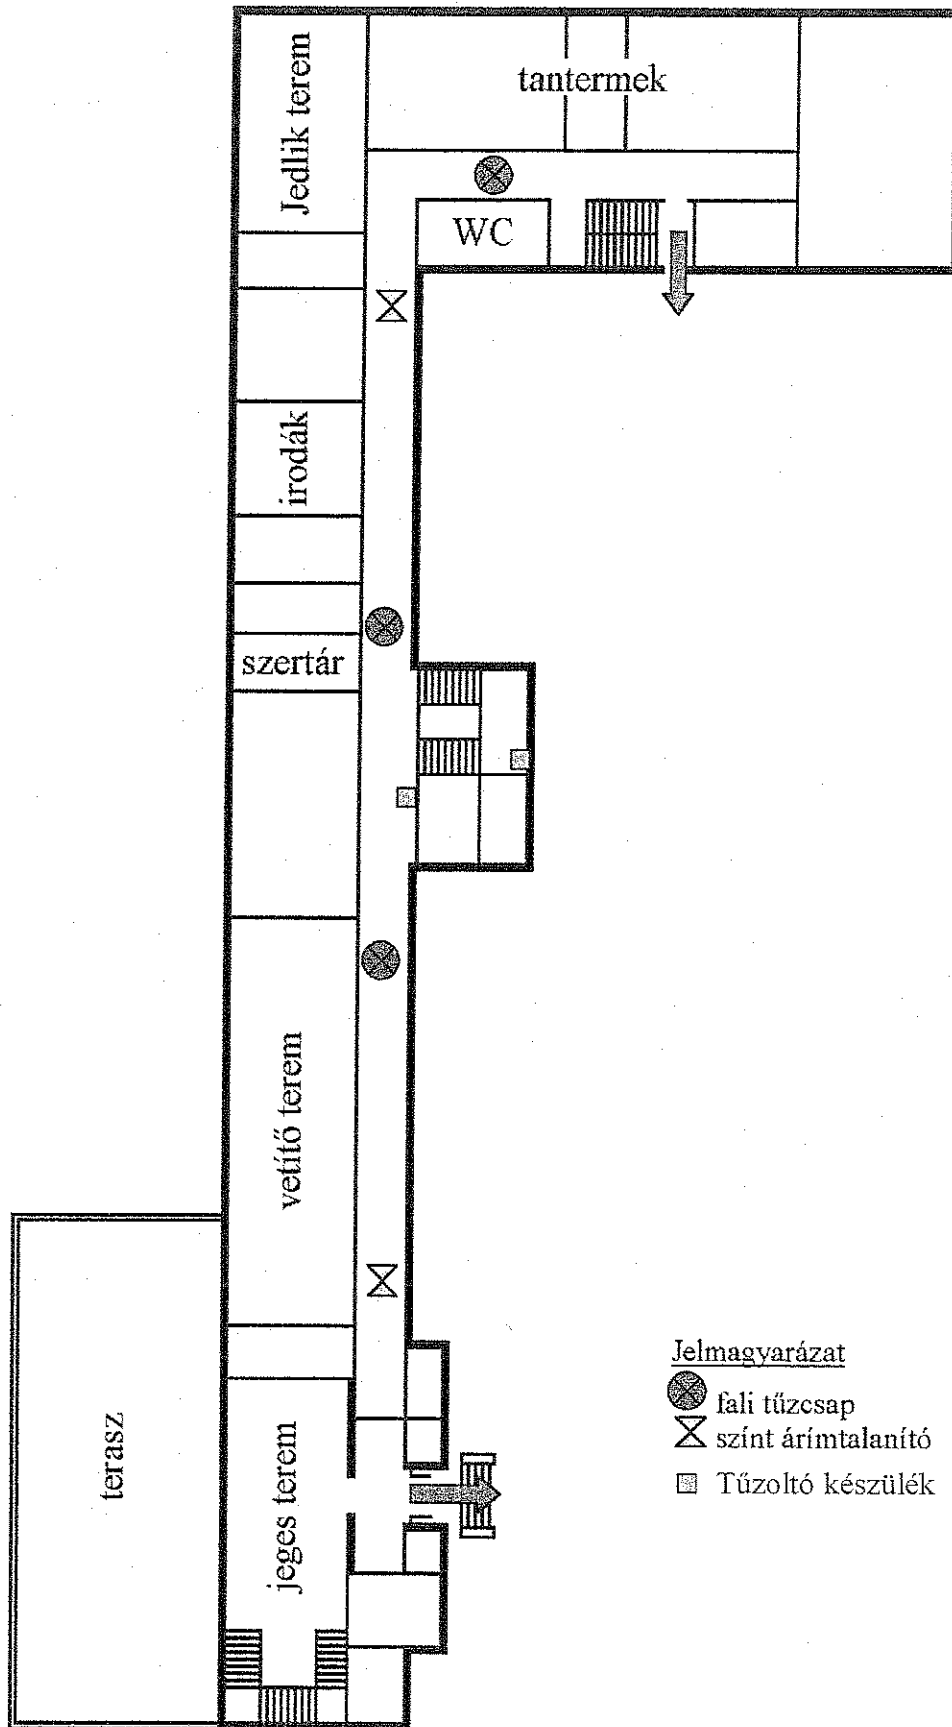 tantermek
Jedlik terem
WC
irodák
szertár
vetítő terem
terasz
jeges terem
Jelmagyarázat
fali tűzcsap
színt árímtalanító
Tűzoltó készülék